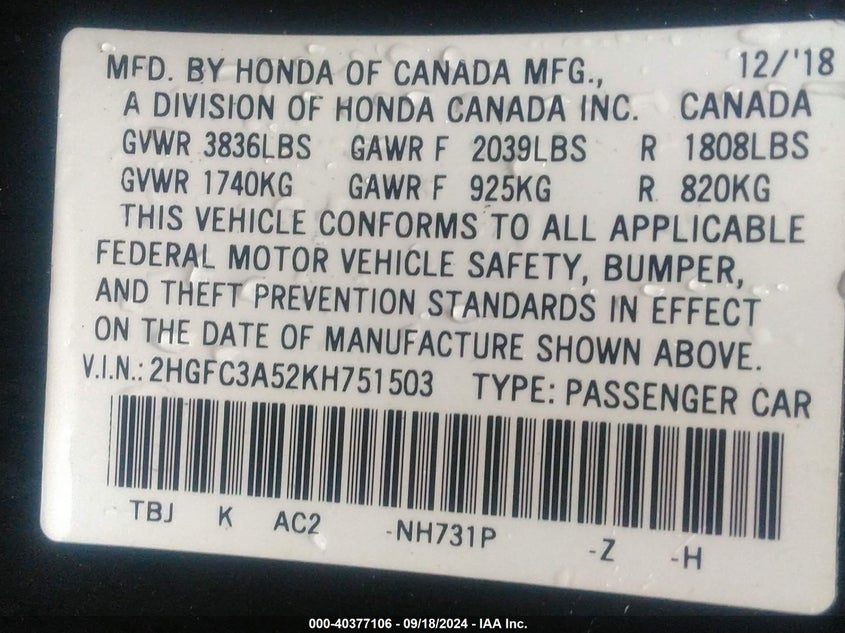 MFD. BY HONDA OF CANADA MFG., 12/'18
A DIVISION OF HONDA CANADA INC. CANADA
GVWR 3836LBS GAWR F 2039LBS R 1808LBS
GVWR 1740KG GAWR F 925KG R 820KG
THIS VEHICLE CONFORMS TO ALL APPLICABLE
FEDERAL MOTOR VEHICLE SAFETY, BUMPER,
AND THEFT PREVENTION STANDARDS IN EFFECT
ON THE DATE OF MANUFACTURE SHOWN ABOVE.
V.I.N.: 2HGFC3A52KH751503 TYPE: PASSENGER CAR
TBJ K AC2 -NH731P -Z -H
000-40377106 - 09/18/2024 - IAA Inc.